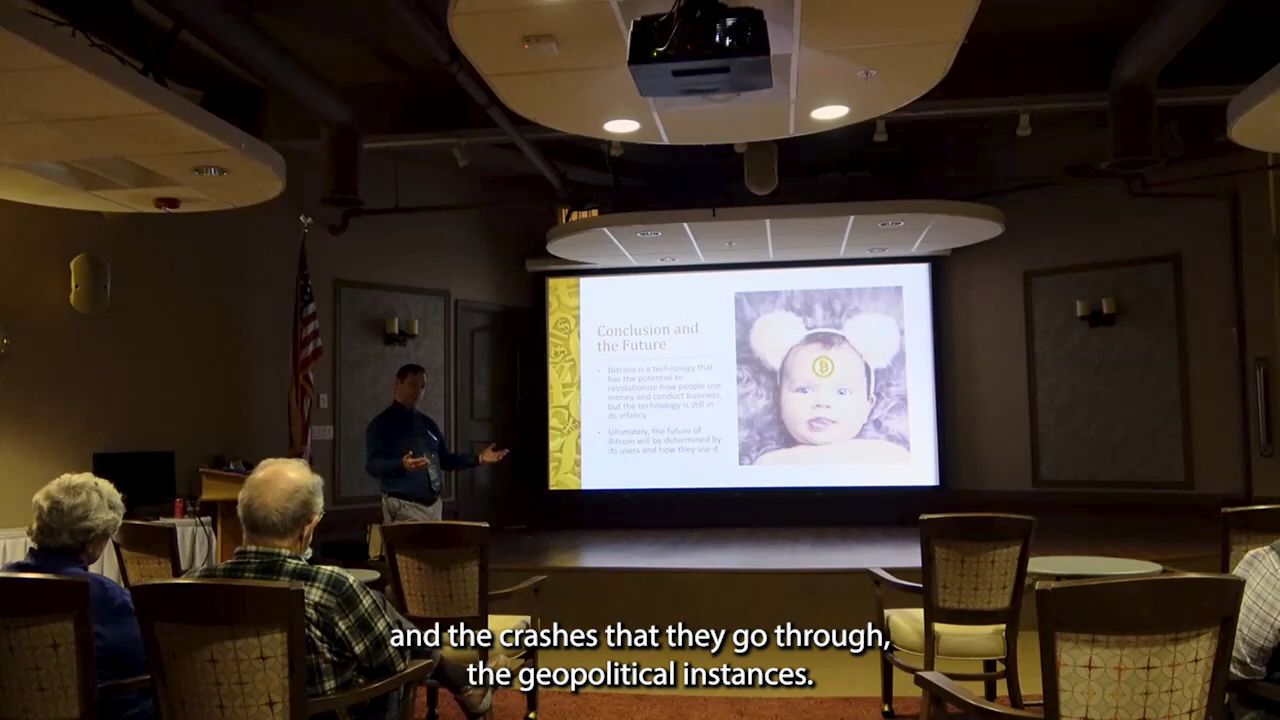 Conclusion and
the Future
• Bitcoin is a technology that
has the potential to
revolutionize how people use
money and conduct business,
but the technology is still in
its infancy.
• Ultimately, the future of
Bitcoin will be determined by
its users and how they use it.
and the crashes that they go through,
the geopolitical instances.